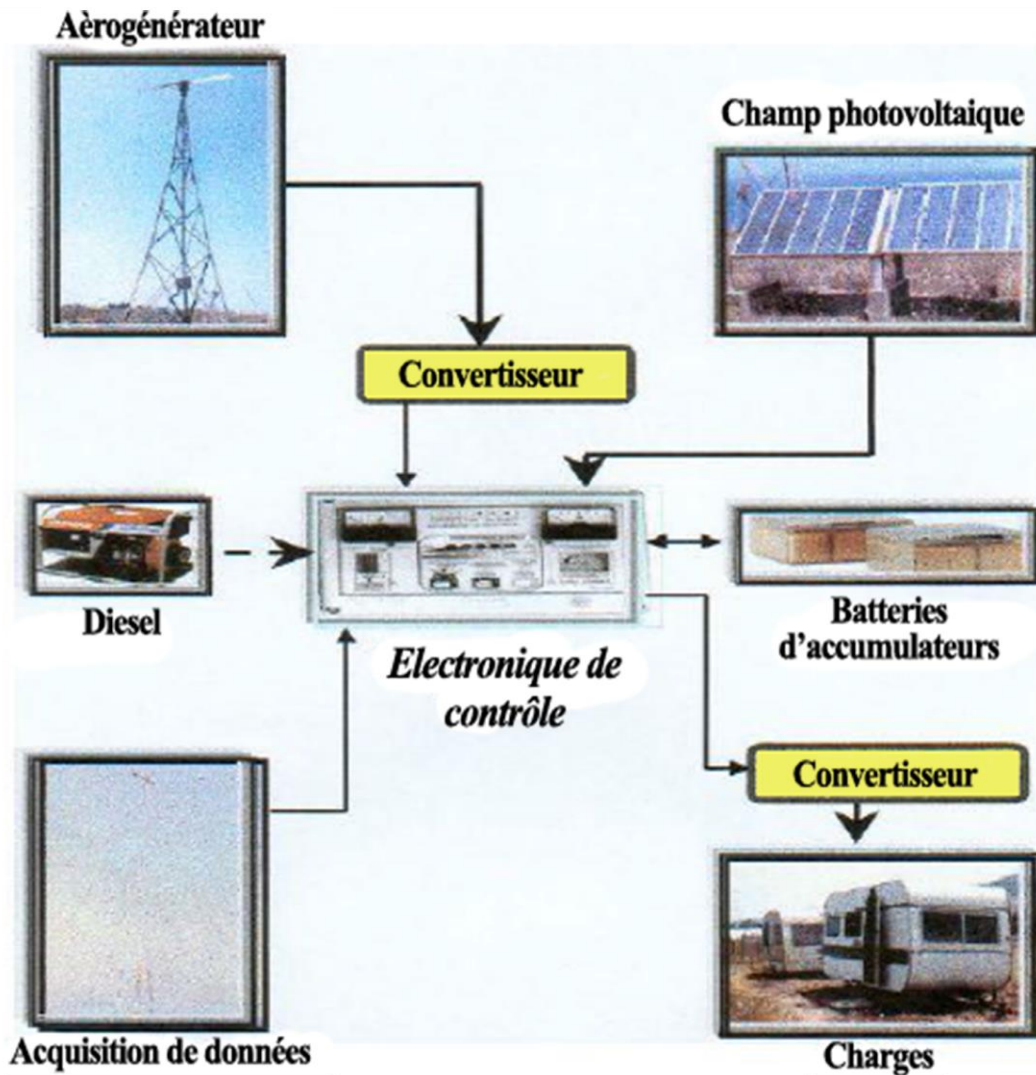 Aèrogénérateur
Champ photovoltaique
Convertisseur
Diesel
Electronique de
contrôle
Batteries
d'accumulateurs
Convertisseur
Acquisition de données
Charges